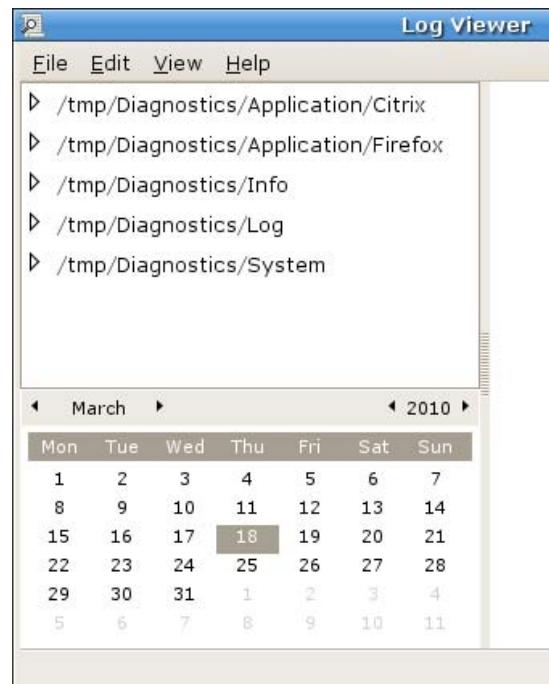 Log Viewer
File Edit View Help
/tmp/Diagnostics/Application/Citrix
/tmp/Diagnostics/Application/Firefox
/tmp/Diagnostics/Info
/tmp/Diagnostics/Log
/tmp/Diagnostics/System
March 2010
Mon Tue Wed Thu Fri Sat Sun
1 2 3 4 5 6 7
8 9 10 11 12 13 14
15 16 17 18 19 20 21
22 23 24 25 26 27 28
29 30 31 1 2 3 4
5 6 7 8 9 10 11